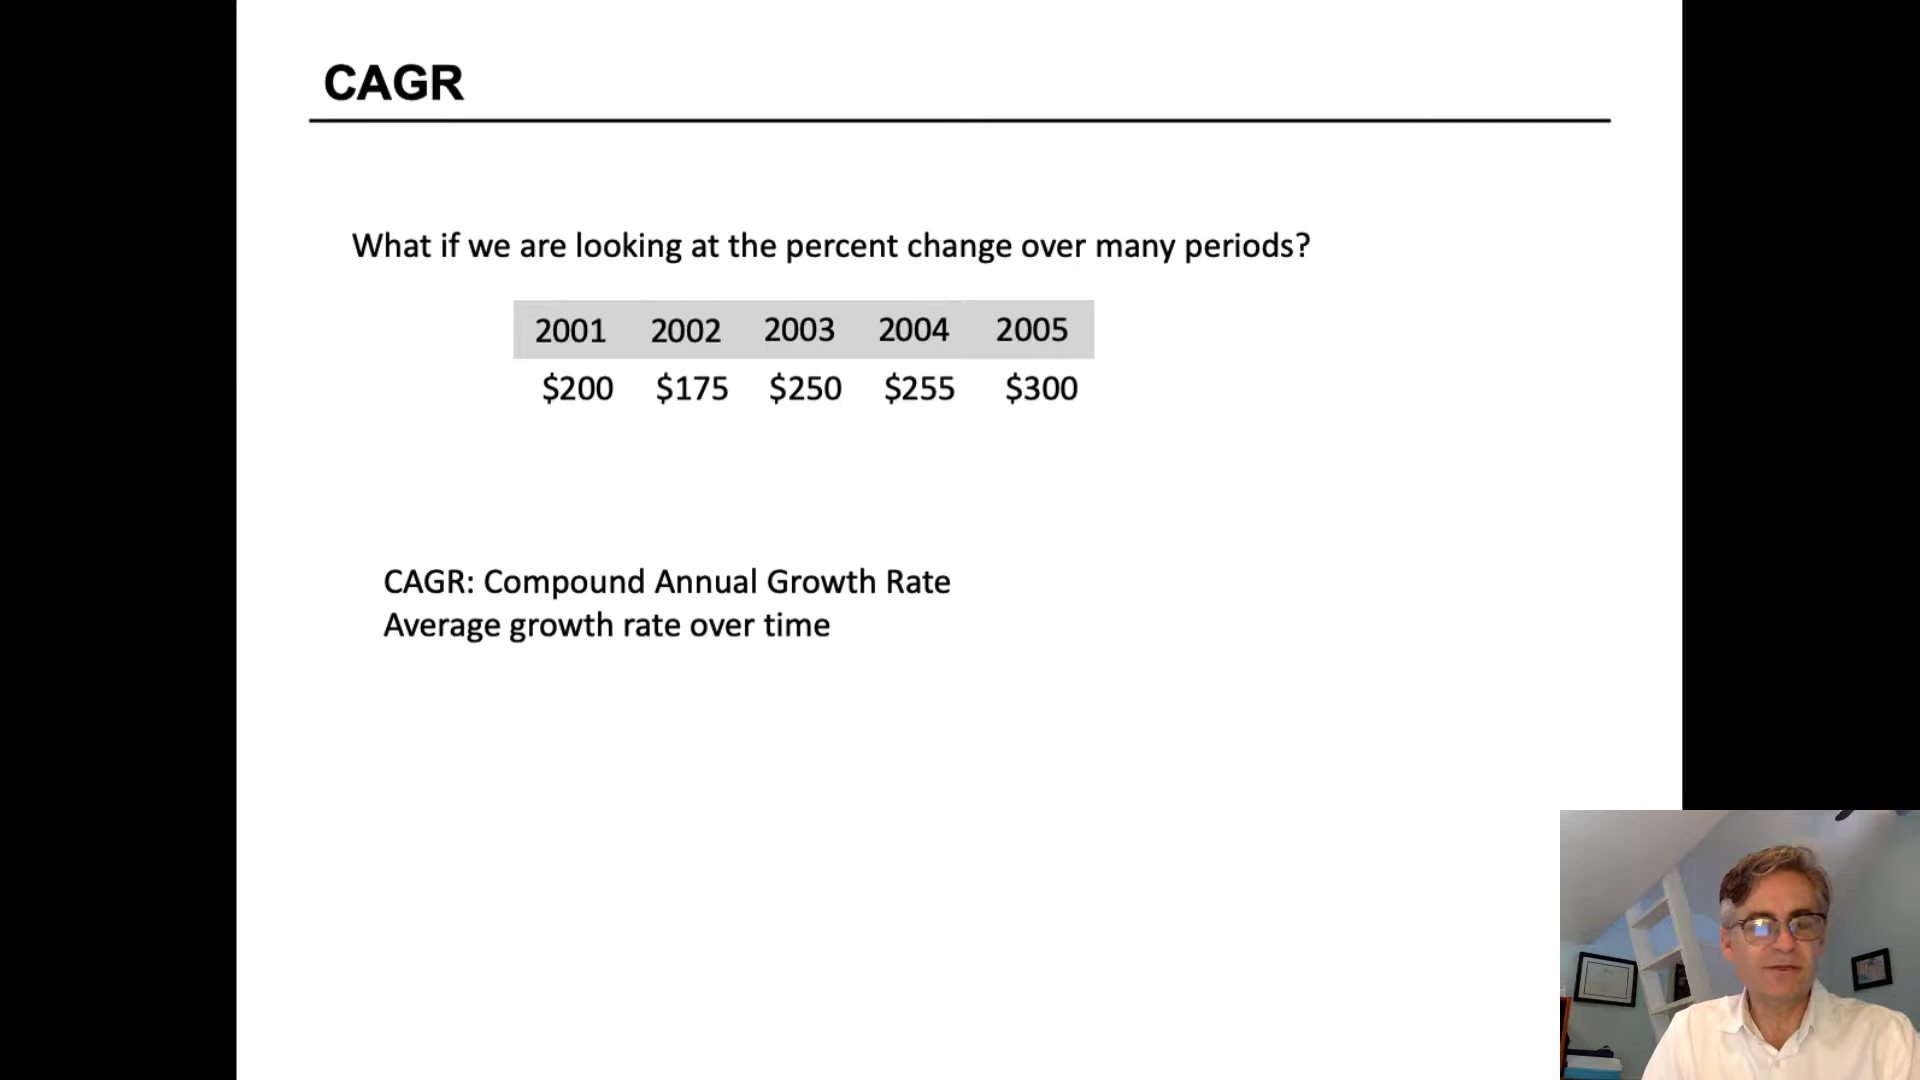 CAGR
What if we are looking at the percent change over many periods?
2001 2002 2003 2004 2005
$200 $175 $250 $255 $300
CAGR: Compound Annual Growth Rate
Average growth rate over time